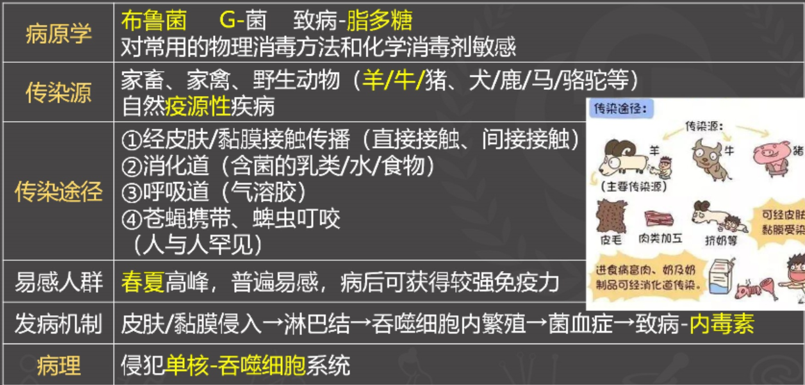 病原学
布鲁菌 G-菌 致病-脂多糖
对常用的物理消毒方法和化学消毒剂敏感
传染源
家畜、家禽、野生动物（羊/牛/猪、犬/鹿/马/骆驼等）
自然疫源性疾病
传染途径
①经皮肤/黏膜接触传播（直接接触、间接接触）
②消化道（含菌的乳类/水/食物）
③呼吸道（气溶胶）
④苍蝇携带、蜱虫叮咬
（人与人罕见）
传染途径：
传染源：
羊
牛
猪
（主要传染源）
皮毛
肉类加互
挤奶等
可经皮肤
黏膜受染
进食病畜肉、奶及奶
制品可经消化道传染。
易感人群
春夏高峰，普遍易感，病后可获得较强免疫力
发病机制
皮肤/黏膜侵入→淋巴结→吞噬细胞内繁殖→菌血症→致病-内毒素
病理
侵犯单核-吞噬细胞系统